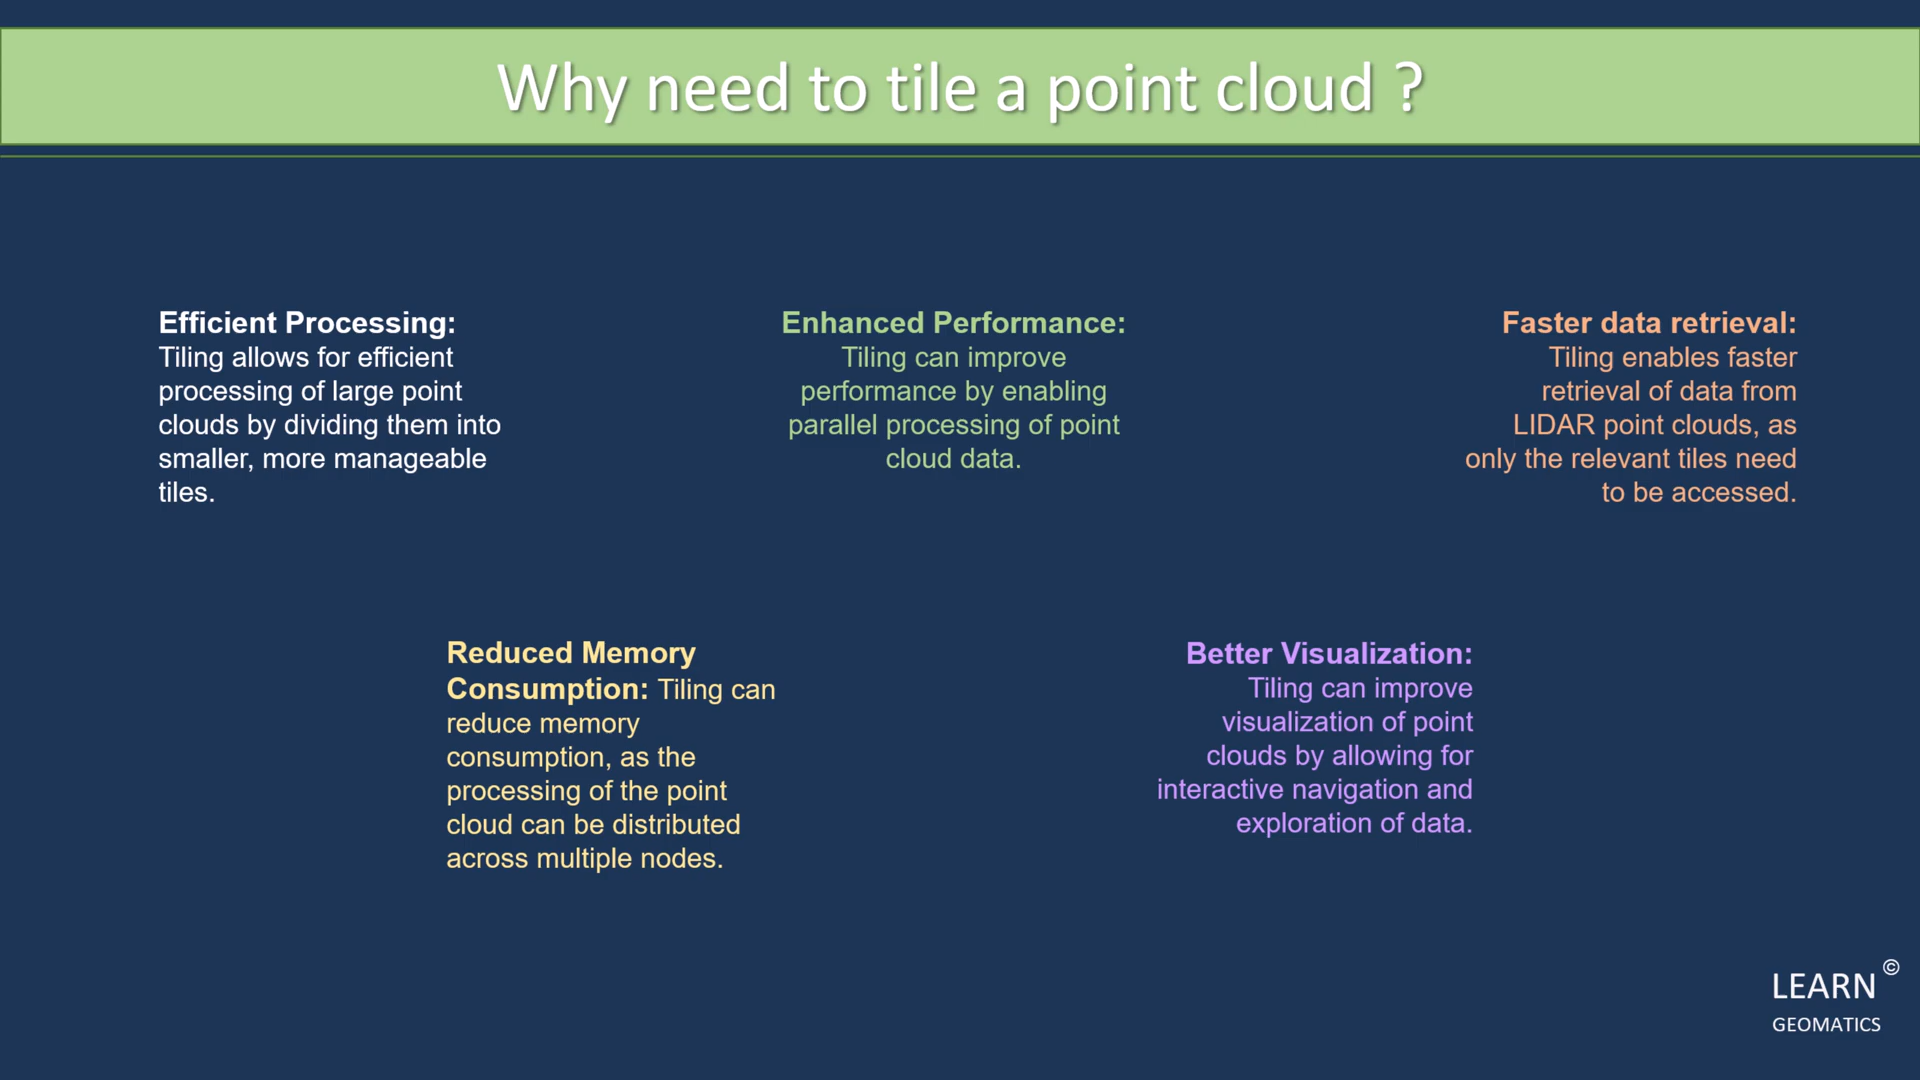 Why need to tile a point cloud ?
Efficient Processing:
Tiling allows for efficient
processing of large point
clouds by dividing them into
smaller, more manageable
tiles.
Enhanced Performance:
Tiling can improve
performance by enabling
parallel processing of point
cloud data.
Faster data retrieval:
Tiling enables faster
retrieval of data from
LIDAR point clouds, as
only the relevant tiles need
to be accessed.
Reduced Memory
Consumption: Tiling can
reduce memory
consumption, as the
processing of the point
cloud can be distributed
across multiple nodes.
Better Visualization:
Tiling can improve
visualization of point
clouds by allowing for
interactive navigation and
exploration of data.
LEARN ©
GEOMATICS